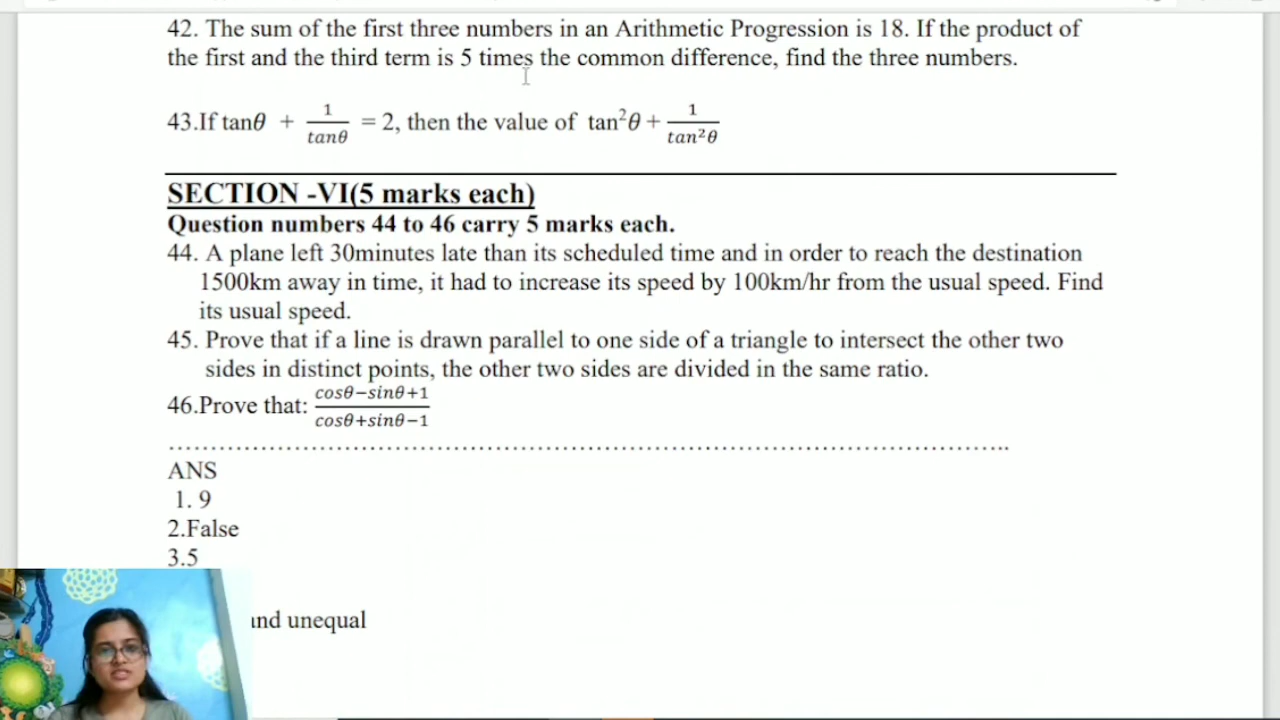 42. The sum of the first three numbers in an Arithmetic Progression is 18. If the product of
the first and the third term is 5 times the common difference, find the three numbers.
43.If tanθ + 1/tanθ = 2, then the value of tan²θ + 1/tan²θ
SECTION -VI(5 marks each)
Question numbers 44 to 46 carry 5 marks each.
44. A plane left 30minutes late than its scheduled time and in order to reach the destination
1500km away in time, it had to increase its speed by 100km/hr from the usual speed. Find
its usual speed.
45. Prove that if a line is drawn parallel to one side of a triangle to intersect the other two
sides in distinct points, the other two sides are divided in the same ratio.
46.Prove that: cosθ−sinθ+1/cosθ+sinθ−1
ANS
1. 9
2.False
3.5
and unequal